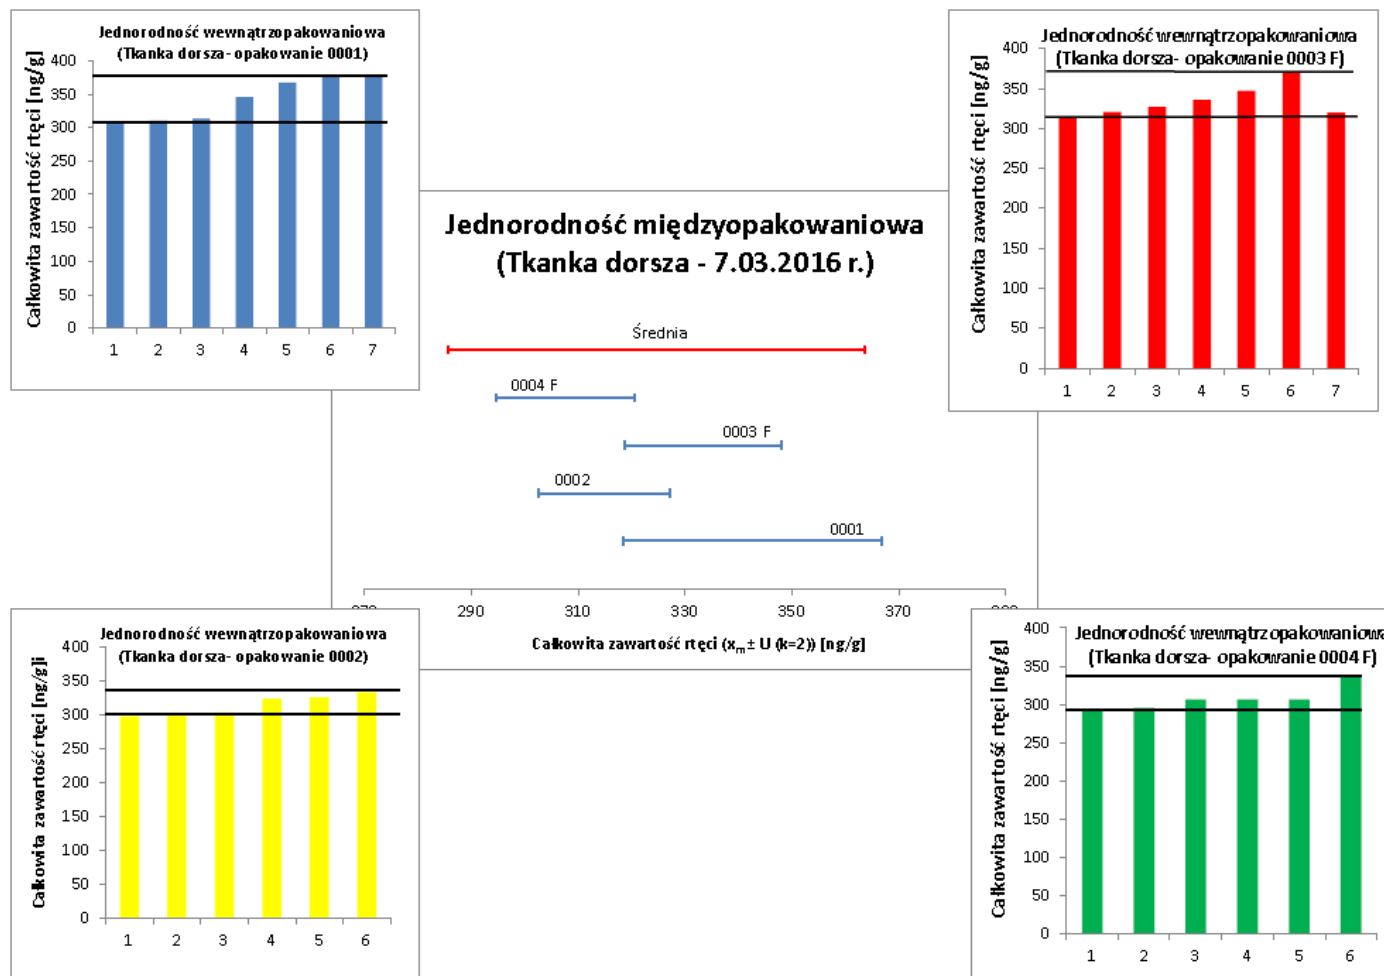 Jednorodność wewnątrzopakowaniowa
(Tkanka dorsza- opakowanie 0001)
Całkowita zawartość rtęci [ng/g]
400
350
300
250
200
150
100
50
0
1 2 3 4 5 6 7
Jednorodność wewnątrzopakowaniowa
(Tkanka dorsza- opakowanie 0003 F)
Całkowita zawartość rtęci [ng/g]
400
350
300
250
200
150
100
50
0
1 2 3 4 5 6 7
Jednorodność międzyopakowaniowa
(Tkanka dorsza - 7.03.2016 r.)
Średnia
0004 F
0003 F
0002
0001
290 310 330 350 370
Całkowita zawartość rtęci (xm ± U (k=2)) [ng/g]
Jednorodność wewnątrzopakowaniowa
(Tkanka dorsza- opakowanie 0002)
Całkowita zawartość rtęci [ng/g]i
400
350
300
250
200
150
100
50
0
1 2 3 4 5 6
Jednorodność wewnątrzopakowaniowa
(Tkanka dorsza- opakowanie 0004 F)
Całkowita zawartość rtęci [ng/g]
400
350
300
250
200
150
100
50
0
1 2 3 4 5 6